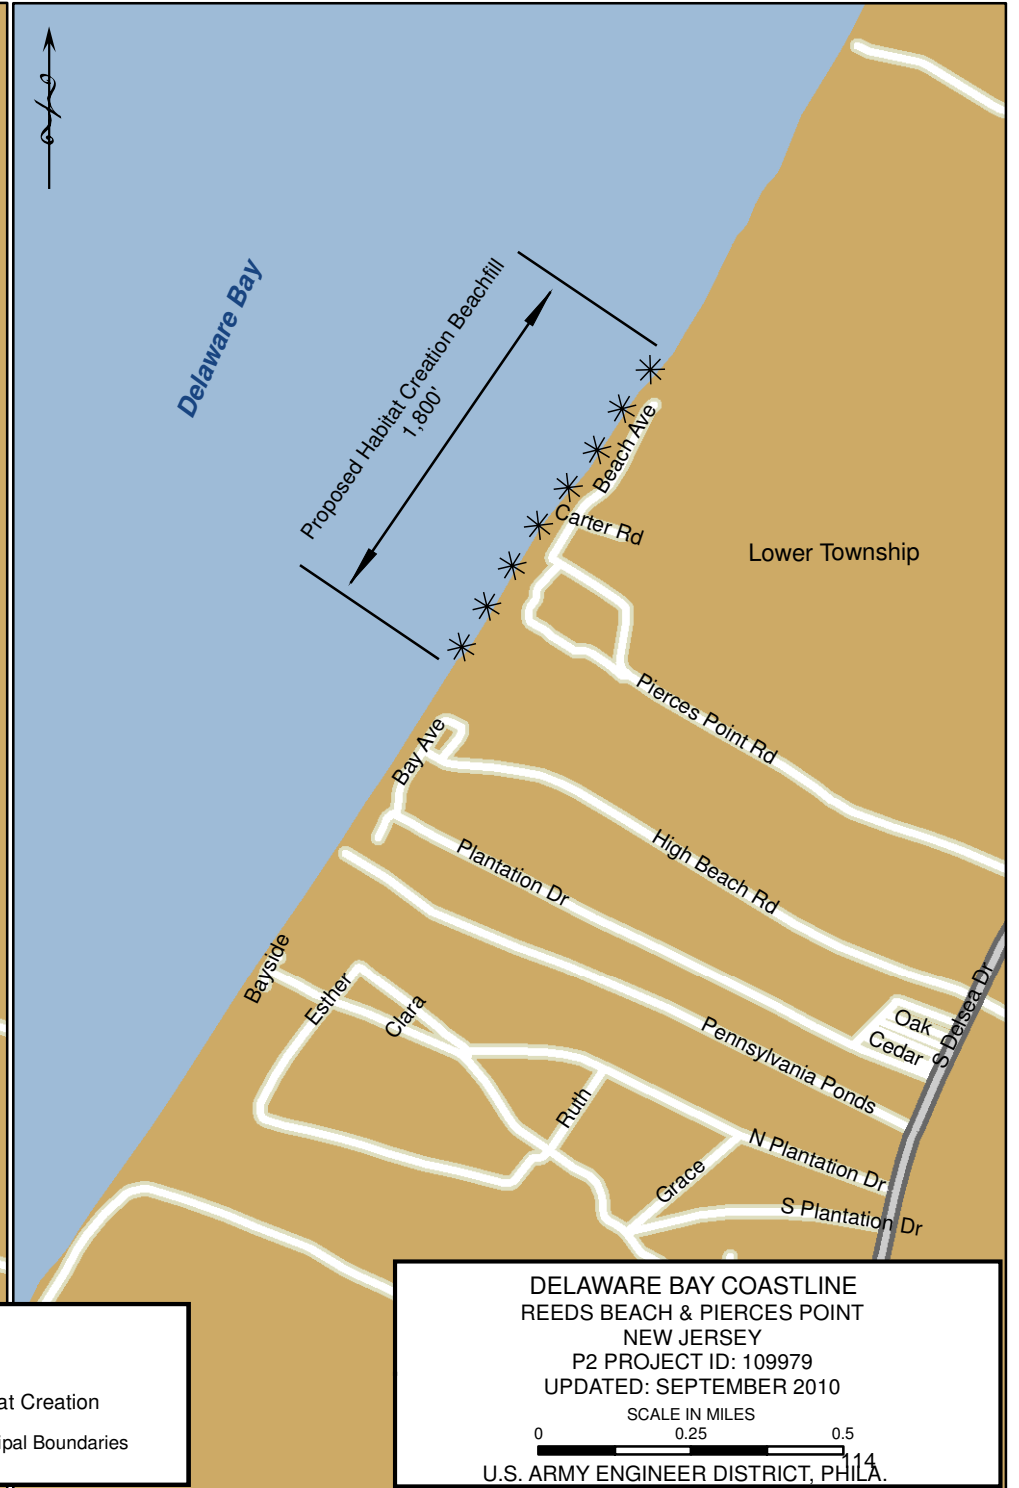 Delaware Bay
Proposed Habitat Creation Beachfill
1,800'
Beach Ave
Carter Rd
Lower Township
Pierces Point Rd
Bay Ave
High Beach Rd
Plantation Dr
Bayside
Esther
Clara
Oak
Cedar
S Delsea Dr
Pennsylvania Ponds
Ruth
N Plantation Dr
Grace
S Plantation Dr
at Creation
ipal Boundaries
DELAWARE BAY COASTLINE
REEDS BEACH & PIERCES POINT
NEW JERSEY
P2 PROJECT ID: 109979
UPDATED: SEPTEMBER 2010
SCALE IN MILES
0 0.25 0.5
114
U.S. ARMY ENGINEER DISTRICT, PHILA.